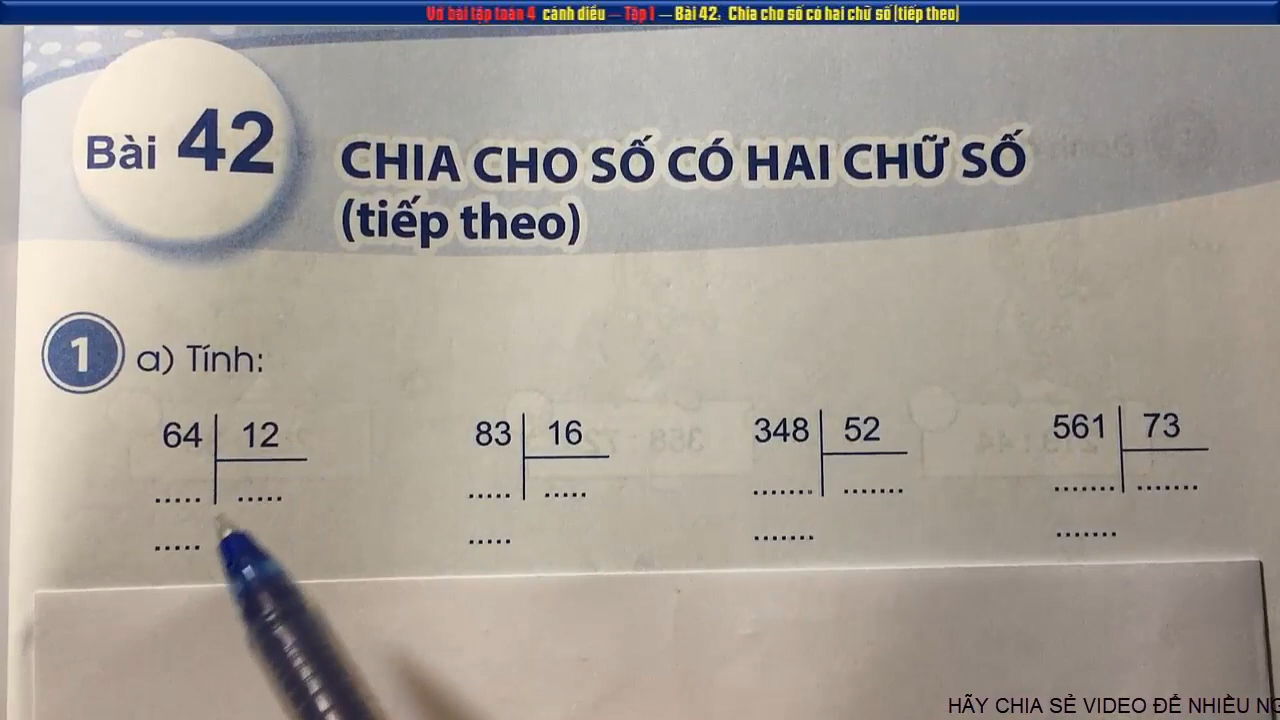 Vở bài tập toán 4 cánh diều – Tập 1 – Bài 42: Chia cho số có hai chữ số (tiếp theo)
Bài 42
CHIA CHO SỐ CÓ HAI CHỮ SỐ
(tiếp theo)
1 a) Tính:
64 12 83 16 348 52 561 73
..... ..... ..... ..... ....... ....... ....... .......
..... ..... ....... .......
HÃY CHIA SẺ VIDEO ĐỂ NHIỀU NG